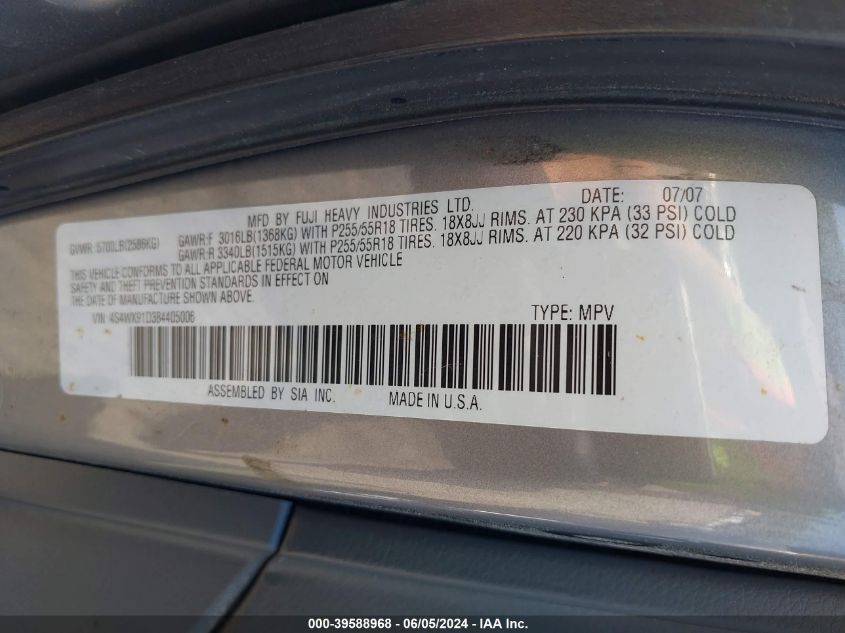 MFD BY FUJI HEAVY INDUSTRIES LTD. DATE: 07/07
GVWR: 5700LB(2586KG) GAWR:F 3016LB(1368KG) WITH P255/55R18 TIRES. 18X8JJ RIMS. AT 230 KPA (33 PSI) COLD
GAWR:R 3340LB(1515KG) WITH P255/55R18 TIRES. 18X8JJ RIMS. AT 220 KPA (32 PSI) COLD
THIS VEHICLE CONFORMS TO ALL APPLICABLE FEDERAL MOTOR VEHICLE
SAFETY AND THEFT PREVENTION STANDARDS IN EFFECT ON
THE DATE OF MANUFACTURE SHOWN ABOVE.
VIN 4S4WX91D384405006 TYPE: MPV
ASSEMBLED BY SIA INC. MADE IN U.S.A.
000-39588968 - 06/05/2024 - IAA Inc.